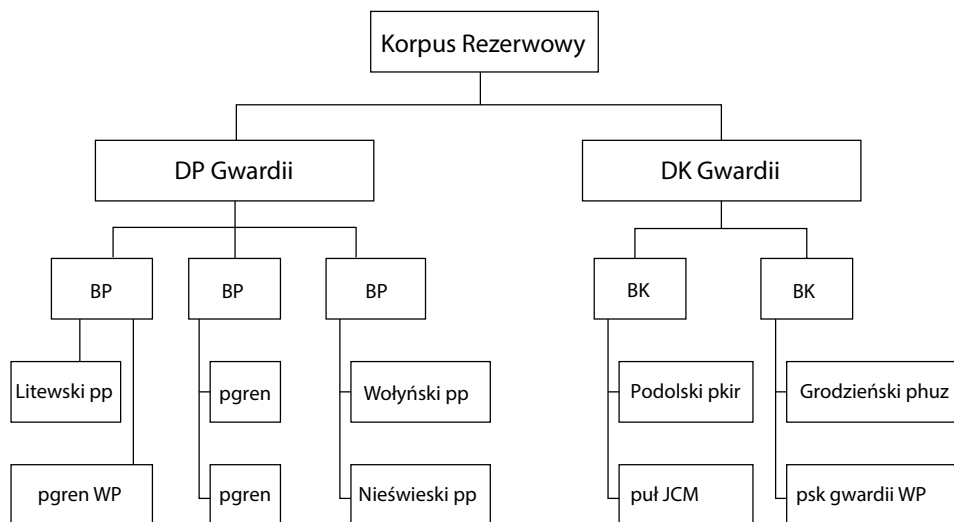 Korpus Rezerwowy
DP Gwardii
DK Gwardii
BP
BP
BP
BK
BK
Litewski pp
pgren
Wołyński pp
Podolski pkir
Grodzieński phuz
pgren WP
pgren
Nieświeski pp
puł JCM
psk gwardii WP